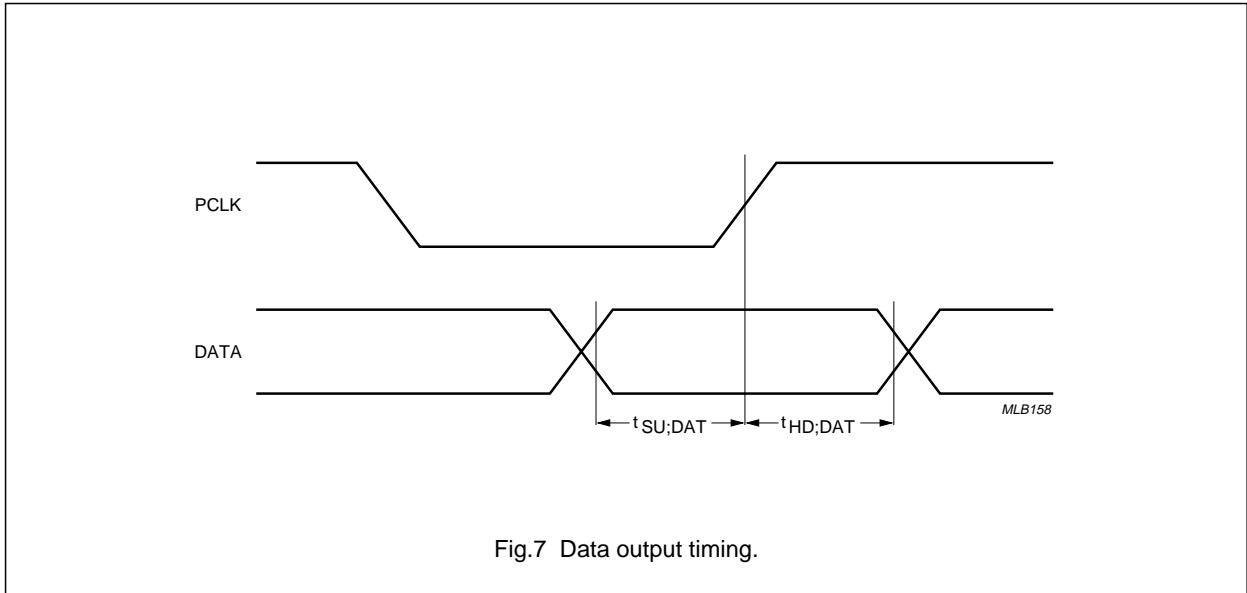 PCLK
DATA
MLB158
t SU;DAT
t HD;DAT
Fig.7 Data output timing.